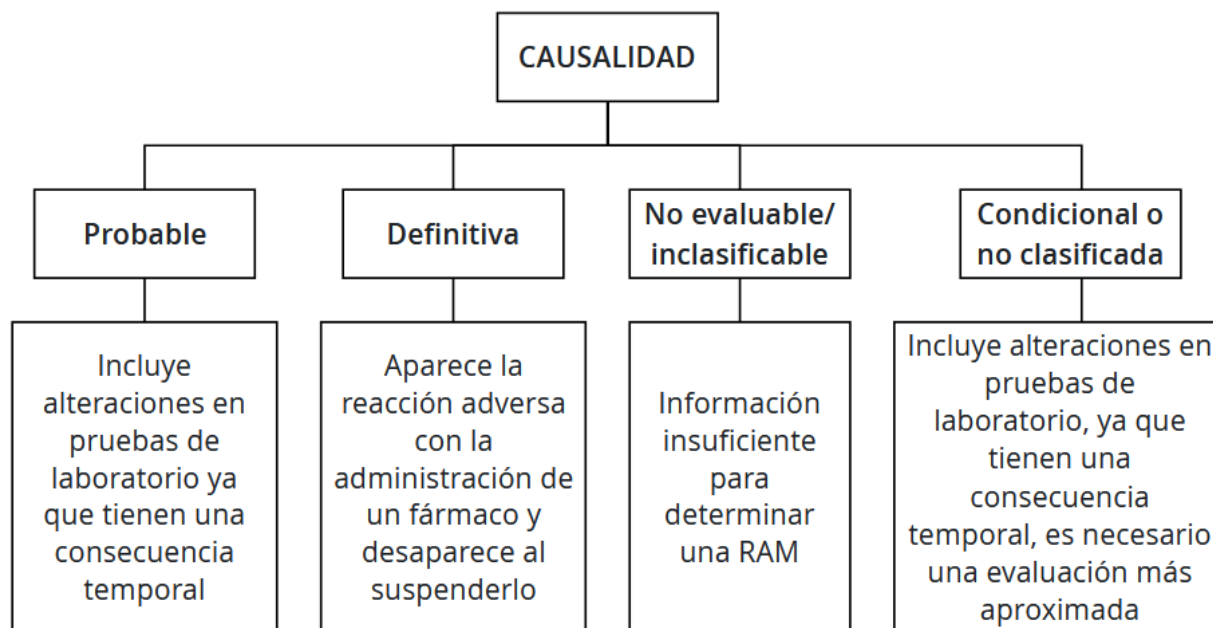 CAUSALIDAD
Probable
Definitiva
No evaluable/
inclasificable
Condicional o
no clasificada
Incluye
alteraciones en
pruebas de
laboratorio ya
que tienen una
consecuencia
temporal
Aparece la
reacción adversa
con la
administración de
un fármaco y
desaparece al
suspenderlo
Información
insuficiente
para
determinar
una RAM
Incluye alteraciones en
pruebas de
laboratorio, ya que
tienen una
consecuencia
temporal, es necesario
una evaluación más
aproximada